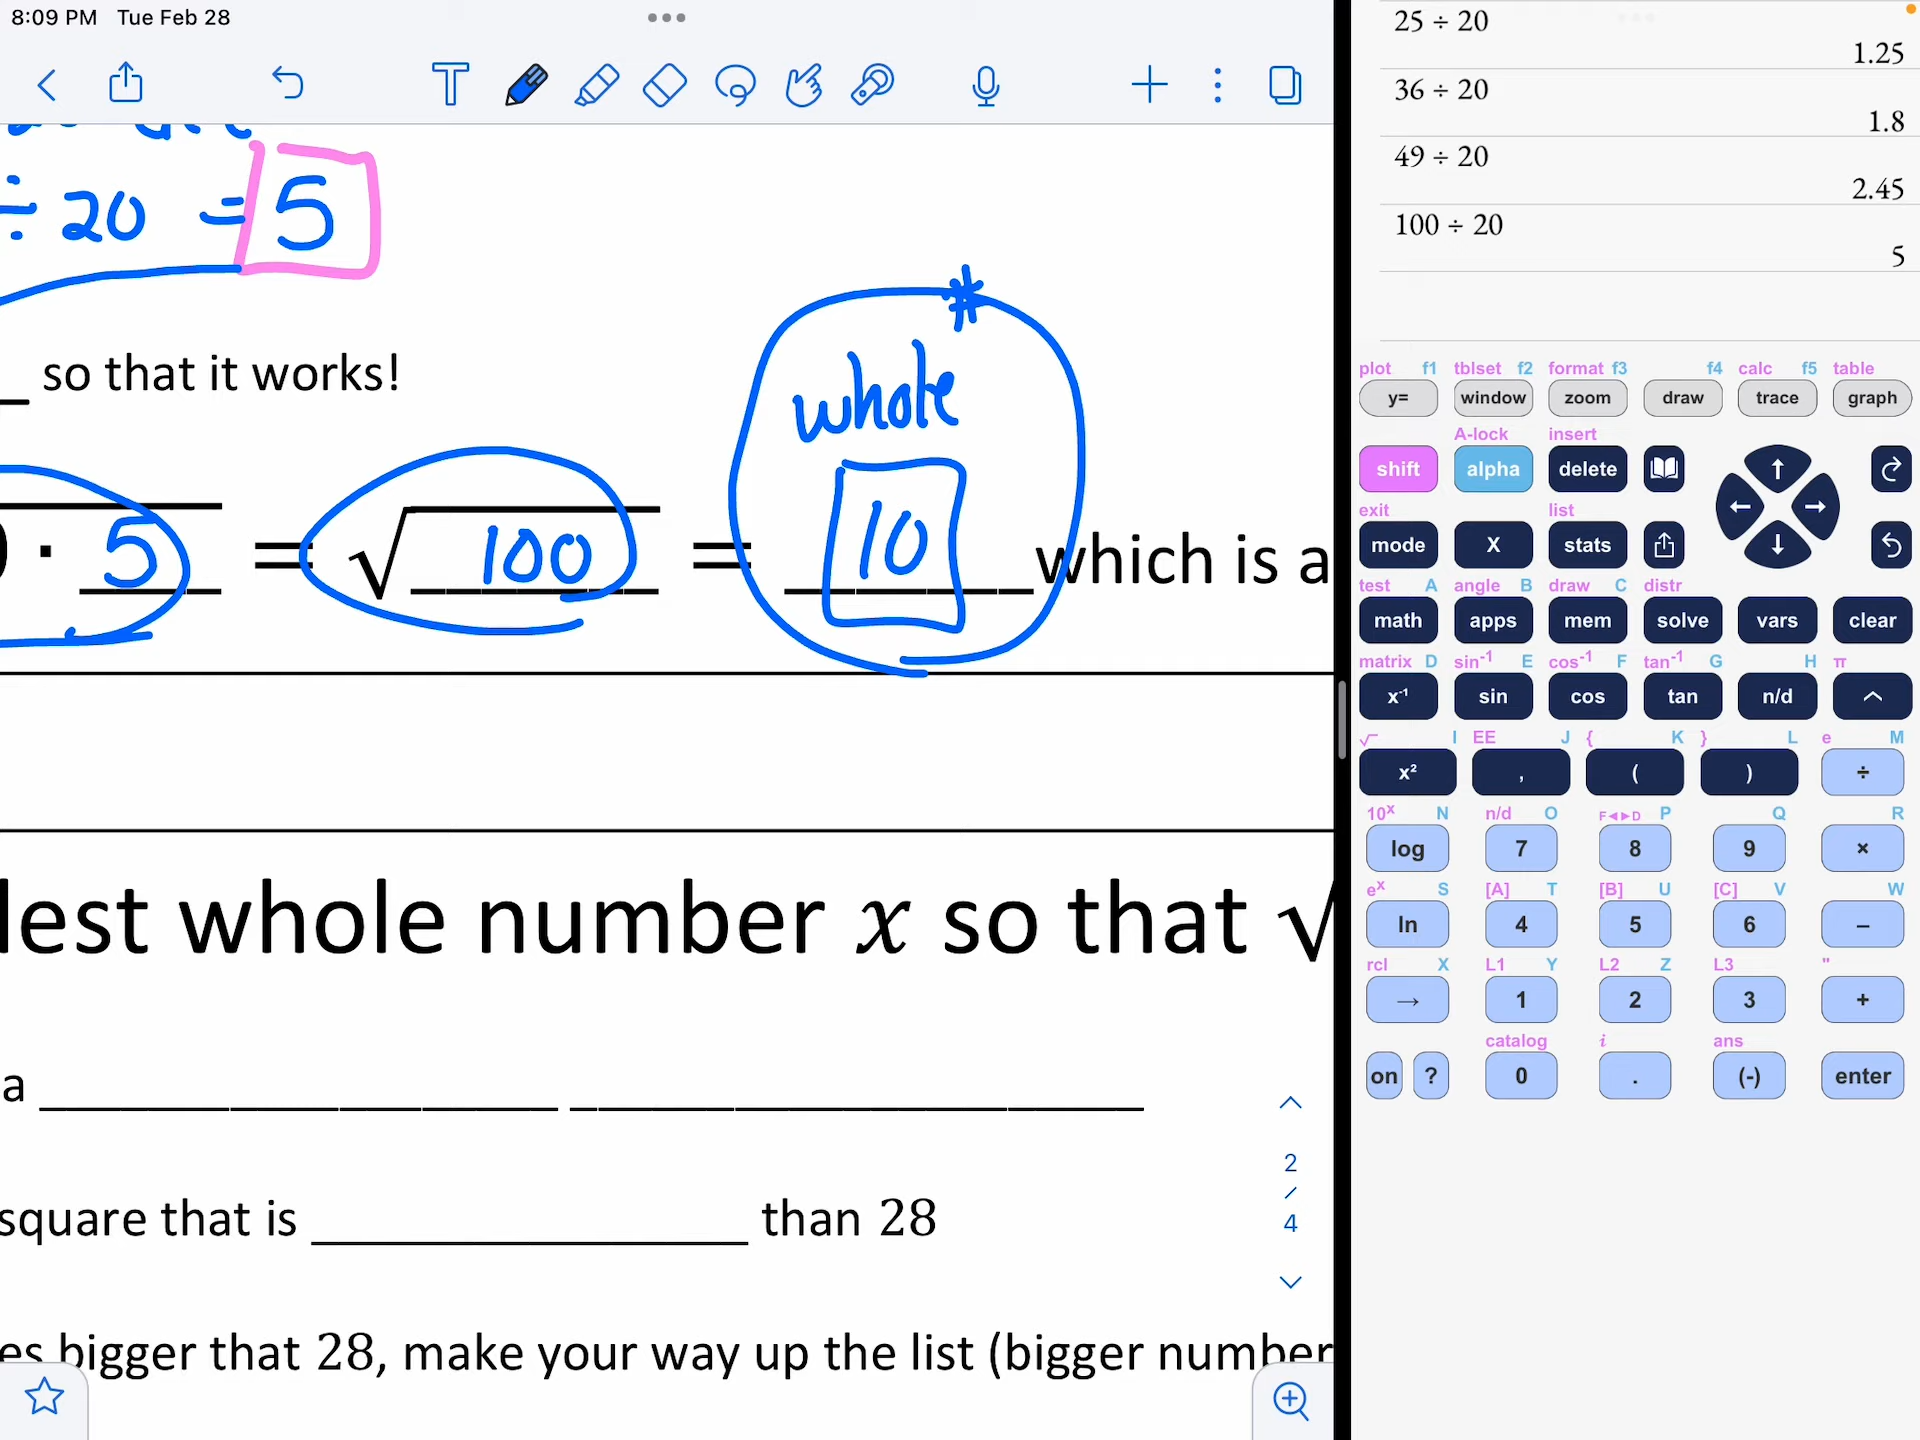 8:09 PM Tue Feb 28
T
÷ 20 = 5
so that it works!
whole
· 5 = √100 = 10 which is a
lest whole number x so that √
a
square that is ____ than 28
es bigger that 28, make your way up the list (bigger number
2
/
4
25 ÷ 20
1.25
36 ÷ 20
1.8
49 ÷ 20
2.45
100 ÷ 20
5
plot f1 tblset f2 format f3 f4 calc f5 table
y= window zoom draw trace graph
A-lock insert
shift alpha delete
exit list
mode X stats
test A angle B draw C distr
math apps mem solve vars clear
matrix D sin⁻¹ E cos⁻¹ F tan⁻¹ G H π
x⁻¹ sin cos tan n/d ^
√ I EE J { K } L e M
x² , ( ) ÷
10ˣ N n/d O F◄►D P Q R
log 7 8 9 ×
eˣ S [A] T [B] U [C] V W
ln 4 5 6 −
rcl X L1 Y L2 Z L3 "
→ 1 2 3 +
catalog i ans
on ? 0 . (-) enter